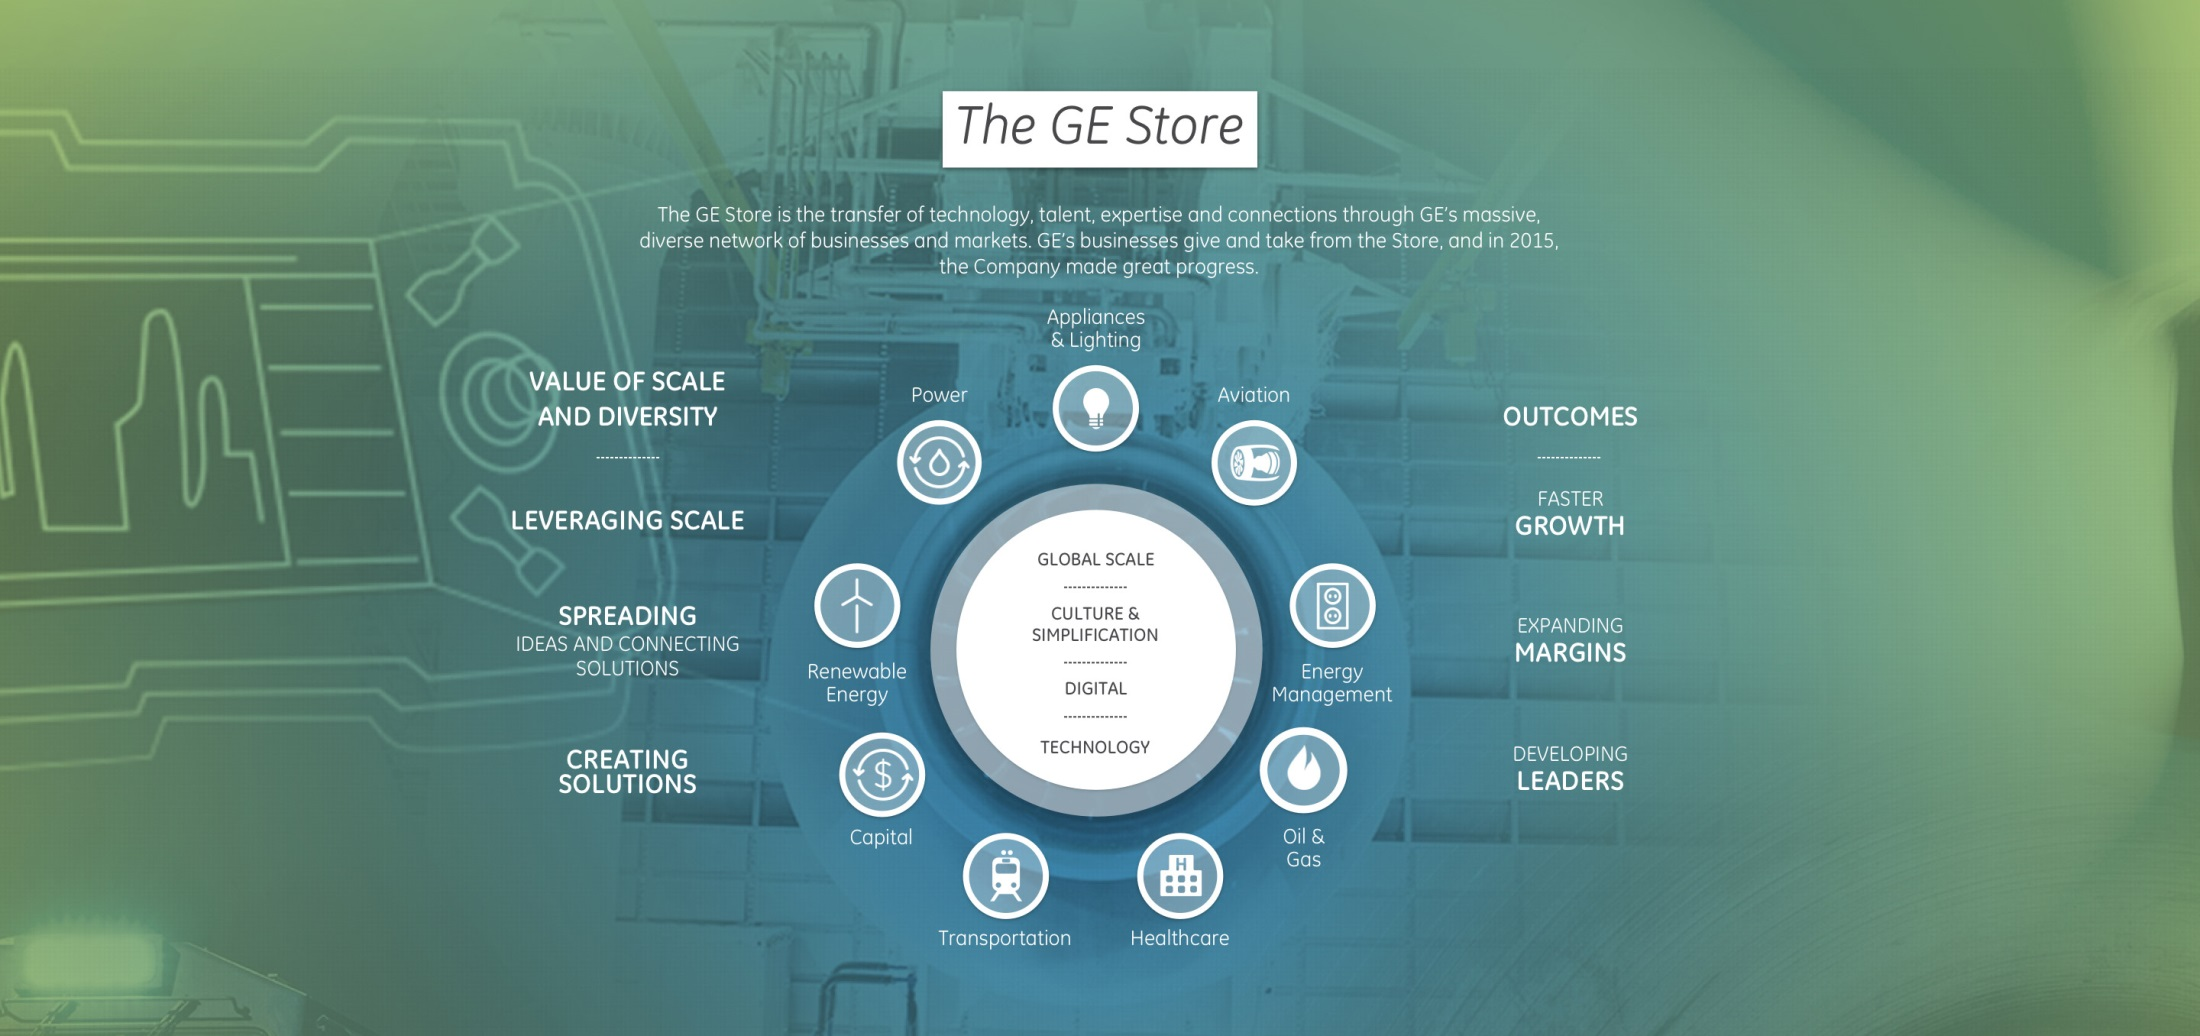 The GE Store
The GE Store is the transfer of technology, talent, expertise and connections through GE's massive,
diverse network of businesses and markets. GE's businesses give and take from the Store, and in 2015,
the Company made great progress.
VALUE OF SCALE
AND DIVERSITY
LEVERAGING SCALE
SPREADING
IDEAS AND CONNECTING
SOLUTIONS
CREATING
SOLUTIONS
Appliances
& Lighting
Power
Aviation
Renewable
Energy
Energy
Management
Capital
Oil &
Gas
Transportation
Healthcare
H
$
GLOBAL SCALE
CULTURE &
SIMPLIFICATION
DIGITAL
TECHNOLOGY
OUTCOMES
FASTER
GROWTH
EXPANDING
MARGINS
DEVELOPING
LEADERS